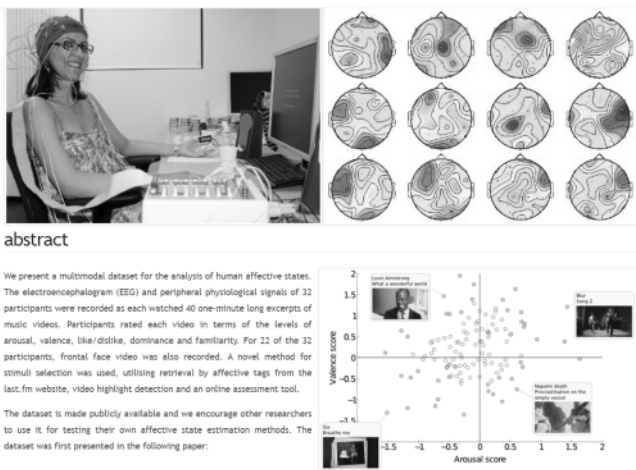 abstract
We present a multimodal dataset for the analysis of human affective states.
The electroencephalogram (EEG) and peripheral physiological signals of 32
participants were recorded as each watched 40 one-minute long excerpts of
music videos. Participants rated each video in terms of the levels of
arousal, valence, like/dislike, dominance and familiarity. For 22 of the 32
participants, frontal face video was also recorded. A novel method for
stimuli selection was used, utilising retrieval by affective tags from the
last.fm website, video highlight detection and an online assessment tool.
The dataset is made publicly available and we encourage other researchers
to use it for testing their own affective state estimation methods. The
dataset was first presented in the following paper:
Valence score
2
1.5
1
0.5
0
−0.5
−1
−1.5
Louis Armstrong
What a wonderful world
Blur
Song 2
Napalm death
Procrastination on the
empty vessel
Sia
Breathe me
−1.5
−1
−0.5
0
0.5
1
1.5
2
Arousal score